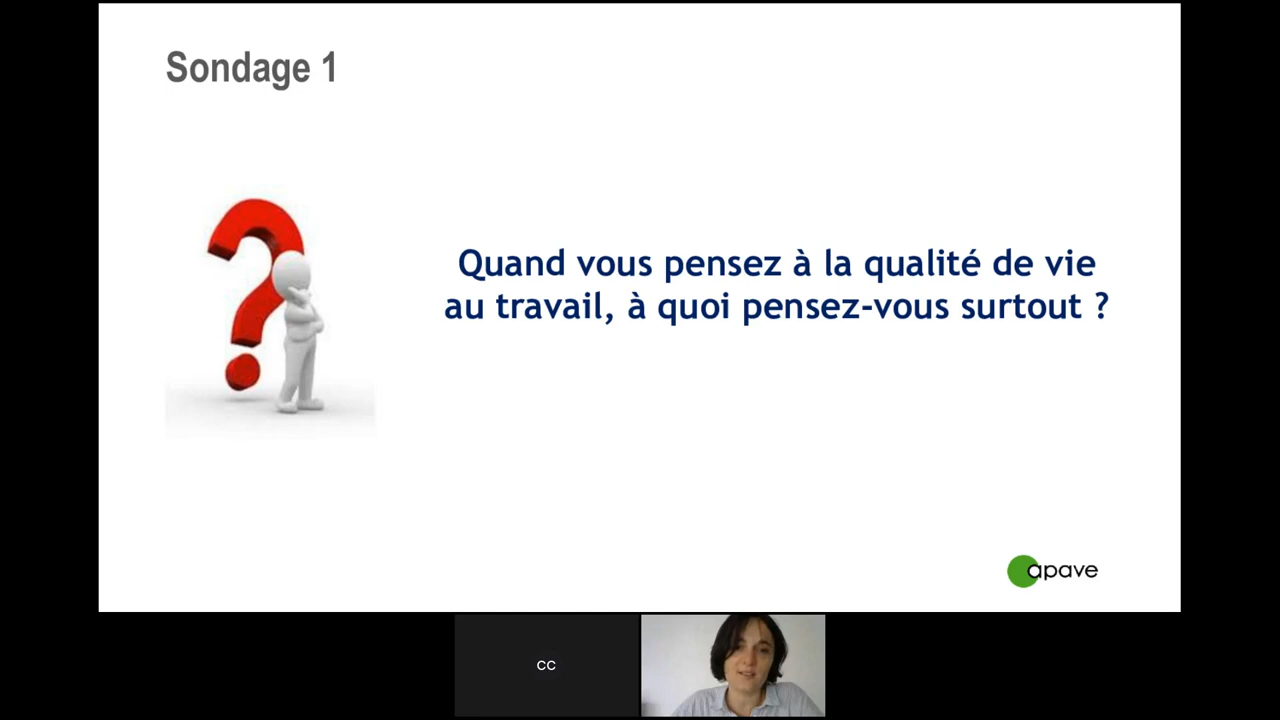 Sondage 1
Quand vous pensez à la qualité de vie
au travail, à quoi pensez-vous surtout ?
apave
CC